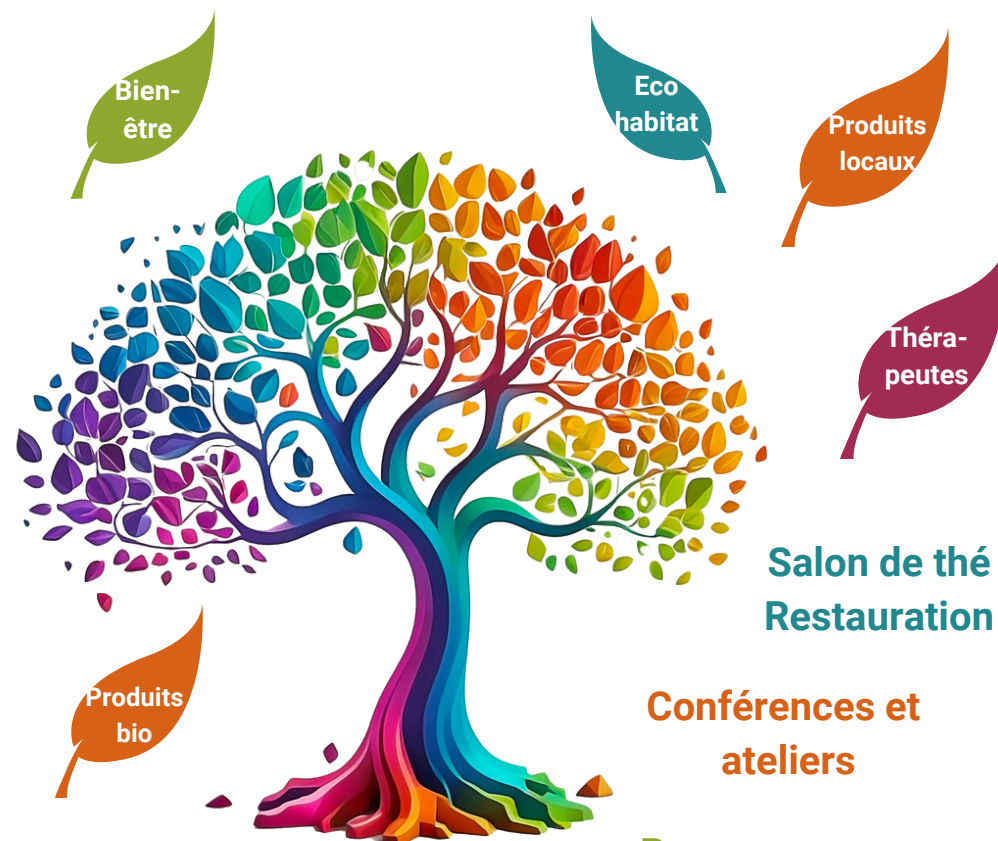 Bien-
être
Eco
habitat
Produits
locaux
Théra-
peutes
Salon de thé
Restauration
Produits
bio
Conférences et
ateliers